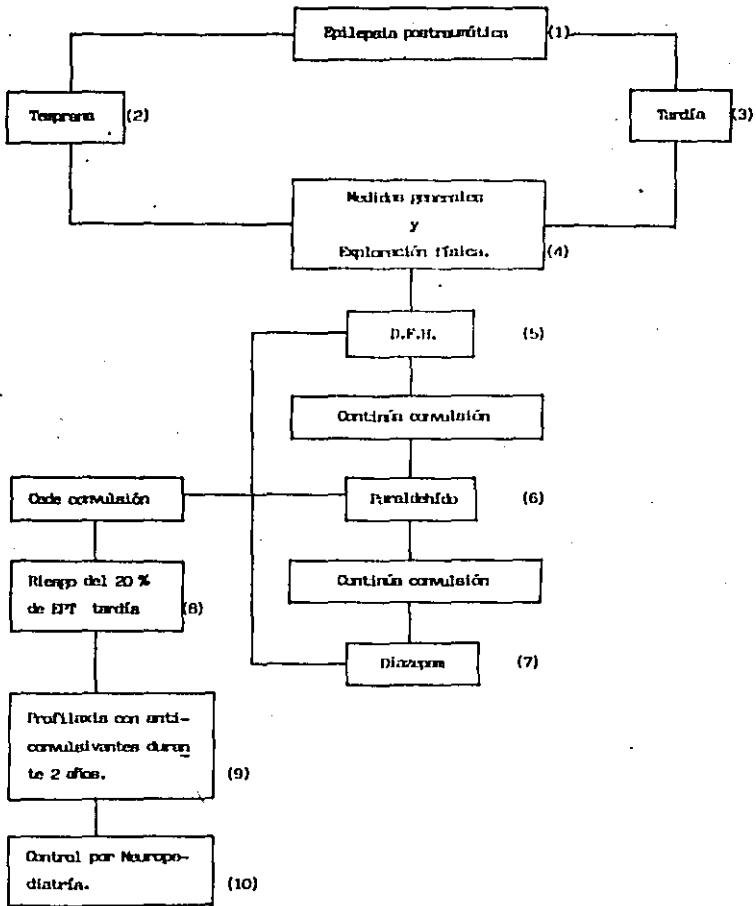 Epilepsia postraumática (1)
Temprana (2)
Tardía (3)
Medidas generales
y
Exploración física. (4)
D.F.H. (5)
Continúa convulsión
Cede convulsión
Paraldehído (6)
Riesgo del 20 %
de EPT tardía (8)
Continúa convulsión
Diazepam (7)
Profilaxia con anti-
convulsivantes duran
te 2 años. (9)
Control por Neurope-
diatría. (10)